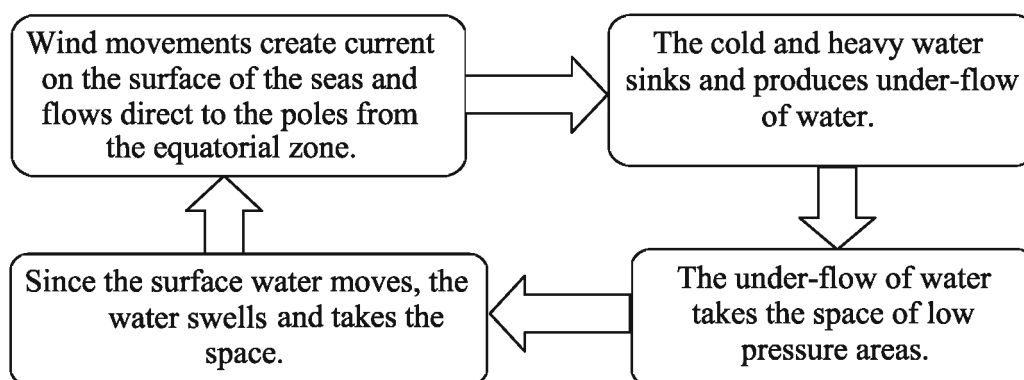 Wind movements create current
on the surface of the seas and
flows direct to the poles from
the equatorial zone.
The cold and heavy water
sinks and produces under-flow
of water.
The under-flow of water
takes the space of low
pressure areas.
Since the surface water moves, the
water swells and takes the
space.